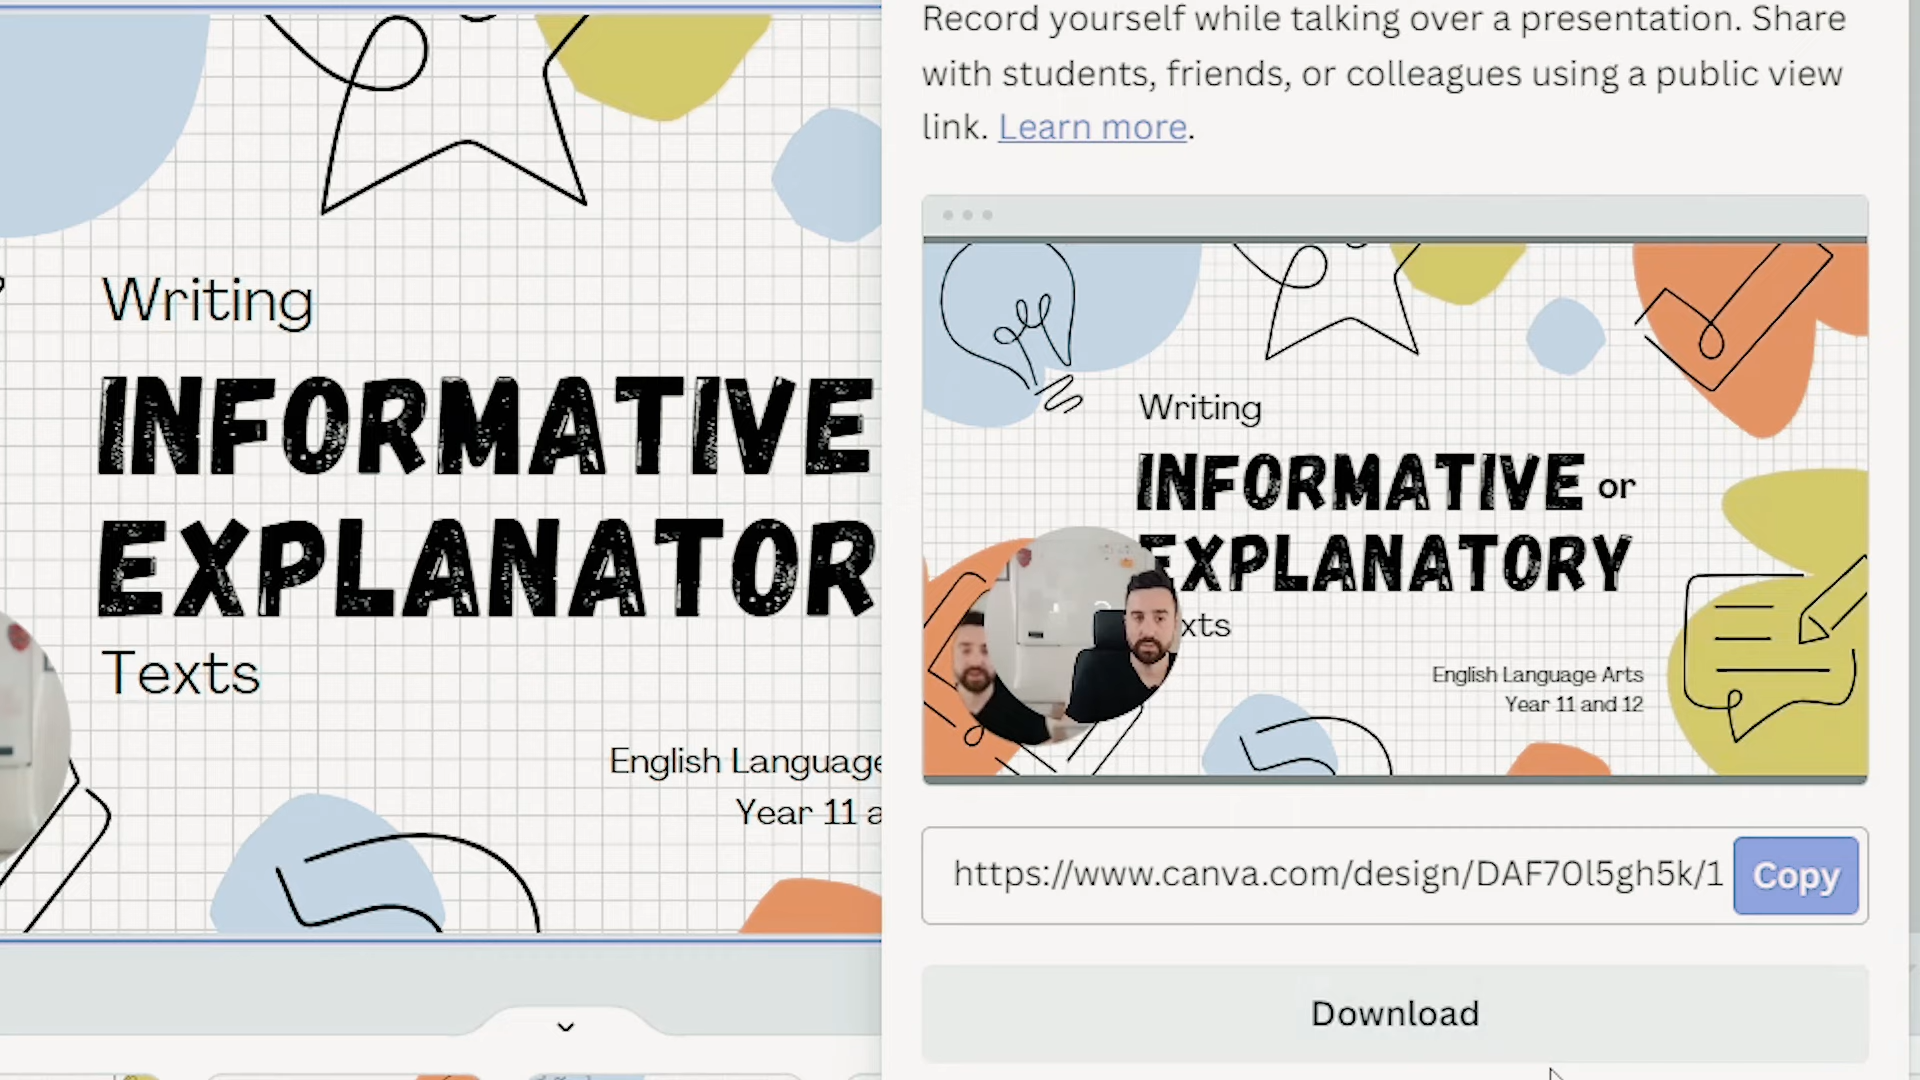 Writing
INFORMATIVE
EXPLANATOR
Texts
English Language
Year 11 a
Record yourself while talking over a presentation. Share
with students, friends, or colleagues using a public view
link. Learn more.
Writing
INFORMATIVE or
EXPLANATORY
xts
English Language Arts
Year 11 and 12
https://www.canva.com/design/DAF7Ol5gh5k/1
Copy
Download